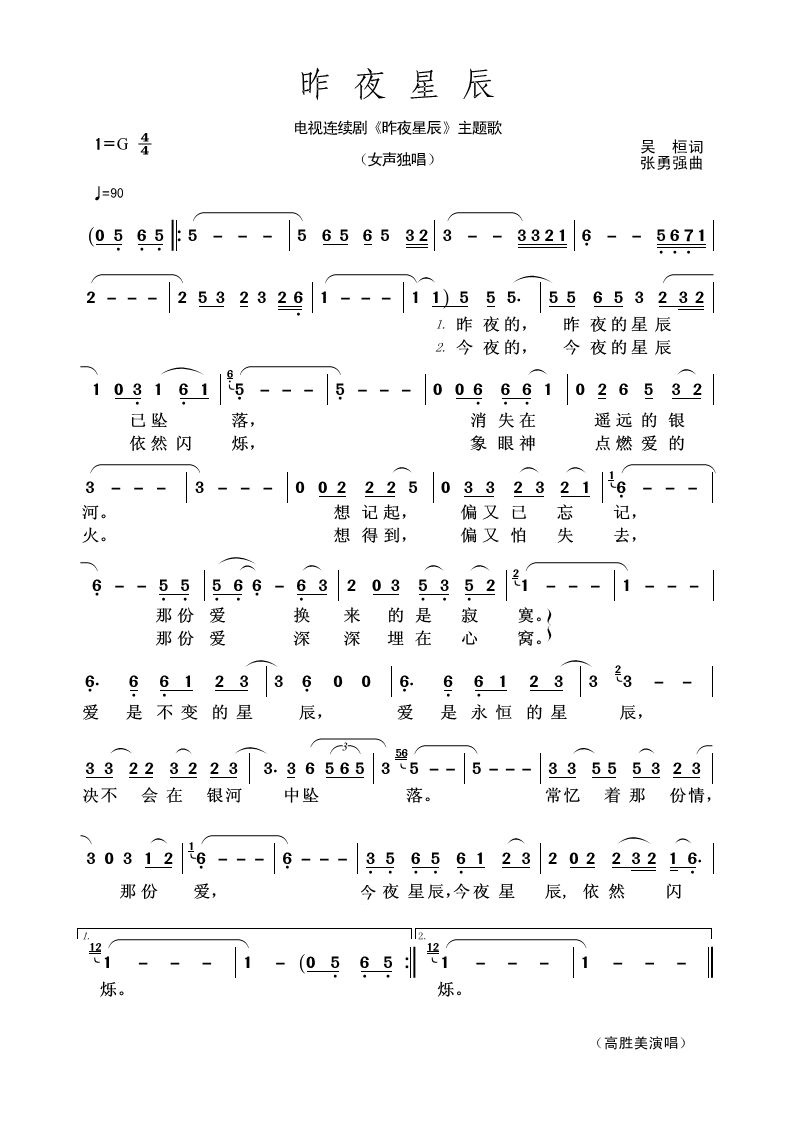 昨夜星辰
电视连续剧《昨夜星辰》主题歌
1=G 4/4
(女声独唱)
吴 桓词
张勇强曲
♩=90
(0 5 6 5 ‖: 5 - - - | 5 6 5 6 5 3 2 | 3 - - 3 3 2 1 | 6 - - 5 6 7 1 |
2 - - - | 2 5 3 2 3 2 6 | 1 - - - | 1 1) 5 5 5. | 5 5 6 5 3 2 3 2 |
1. 昨 夜的, 昨 夜的星辰
2. 今 夜的, 今 夜的星辰
1 0 3 1 6 1 | 6 5 - - - | 5 - - - | 0 0 6 6 6 1 | 0 2 6 5 3 2 |
已坠 落, 消 失在 遥远的银
依然闪 烁, 象 眼神 点燃爱的
3 - - - | 3 - - - | 0 0 2 2 2 5 | 0 3 3 2 3 2 1 | 1 6 - - - |
河。 想 记起, 偏又已 忘 记,
火。 想 得到, 偏又怕 失 去,
6 - - 5 5 | 5 6 6 - 6 3 | 2 0 3 5 3 5 2 | 2 1 - - - | 1 - - - |
那份 爱 换 来 的是 寂 寞。
那份 爱 深 深 埋在 心 窝。
6. 6 6 1 2 3 | 3 6 0 0 | 6. 6 6 1 2 3 | 3 2 3 - - |
爱 是 不变 的星 辰, 爱 是 永恒 的星 辰,
3 3 2 2 3 2 2 3 | 3. 3 6 5 6 5 3 | 3 56 5 - - | 5 - - - | 3 3 5 5 5 3 2 3 |
决不 会在 银河 中坠 落。 常忆 着那 份情,
3 0 3 1 2 | 1 6 - - - | 6 - - - | 3 5 6 5 6 1 2 3 | 2 0 2 2 3 2 1 6. |
那份 爱, 今夜星辰,今夜星 辰,依然 闪
1. 12 1 - - - | 1 - (0 5 6 5 :‖ 2. 12 1 - - - | 1 - - - ‖
烁。 烁。
(高胜美演唱)